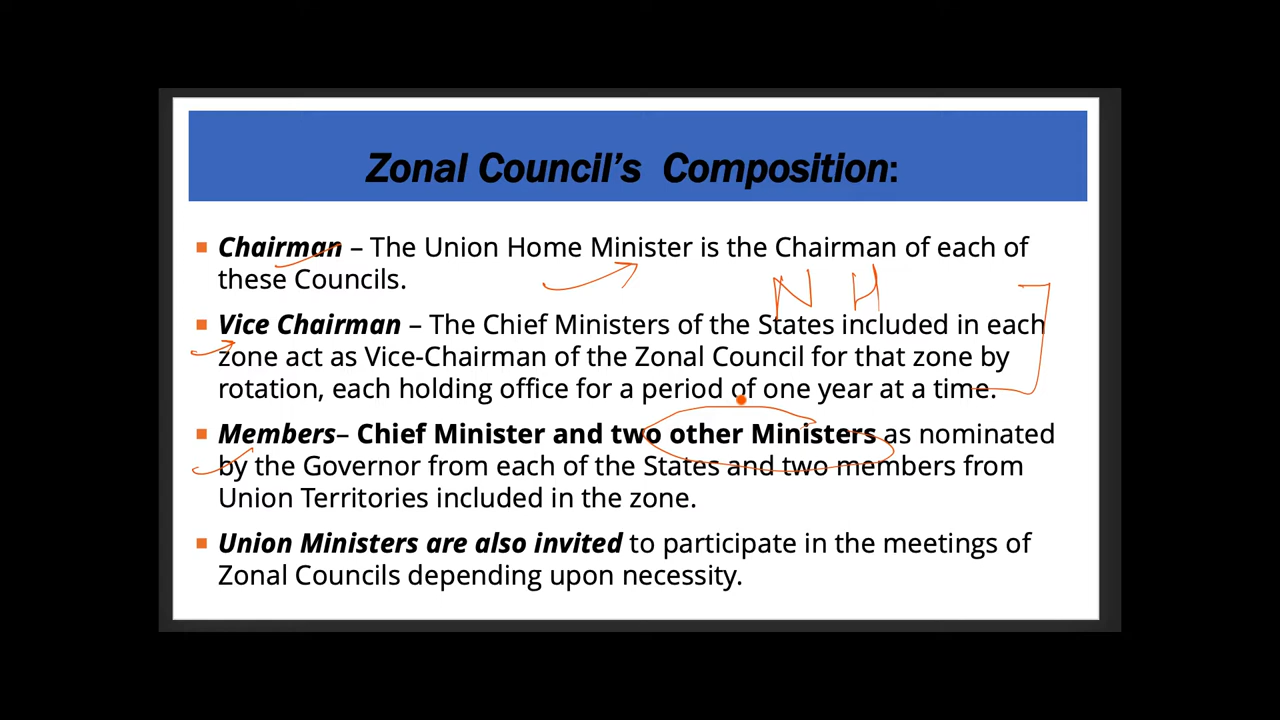 Zonal Council's Composition:
Chairman – The Union Home Minister is the Chairman of each of
these Councils.
N H
Vice Chairman – The Chief Ministers of the States included in each
zone act as Vice-Chairman of the Zonal Council for that zone by
rotation, each holding office for a period of one year at a time.
Members– Chief Minister and two other Ministers as nominated
by the Governor from each of the States and two members from
Union Territories included in the zone.
Union Ministers are also invited to participate in the meetings of
Zonal Councils depending upon necessity.